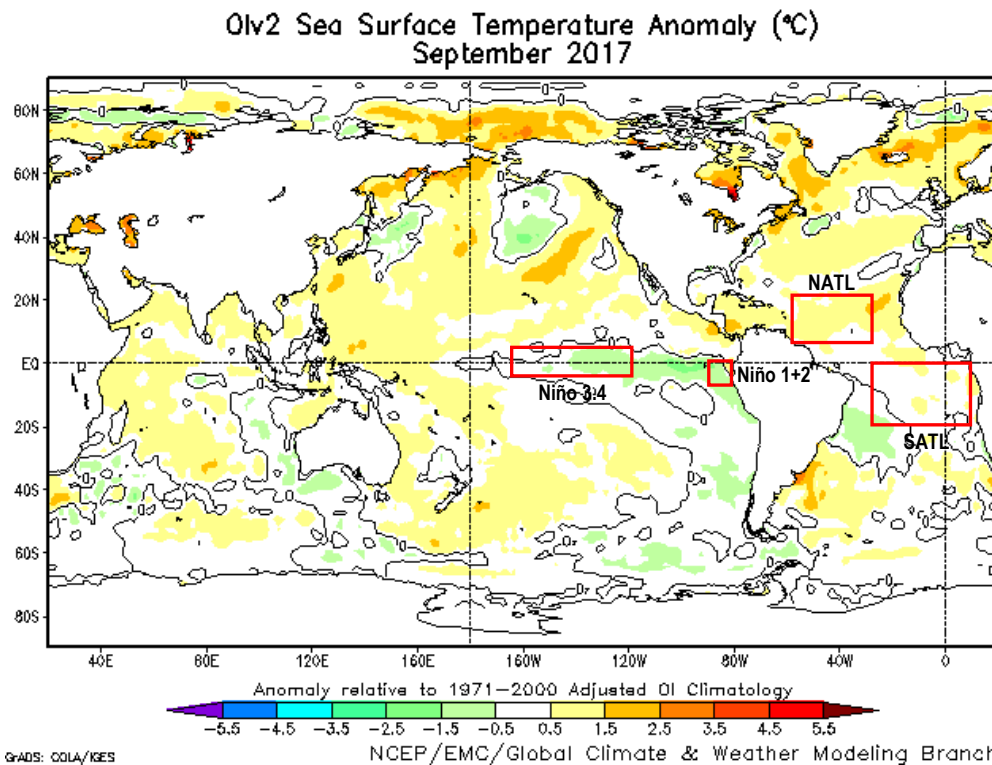 OIv2 Sea Surface Temperature Anomaly (°C)
September 2017
80N
60N
40N
20N
EQ
20S
40S
60S
80S
NATL
Niño 3.4
Niño 1+2
SATL
40E 80E 120E 160E 160W 120W 80W 40W 0
Anomaly relative to 1971-2000 Adjusted OI Climatology
-5.5 -4.5 -3.5 -2.5 -1.5 -0.5 0.5 1.5 2.5 3.5 4.5 5.5
GrADS: COLA/IGES
NCEP/EMC/Global Climate & Weather Modeling Branch